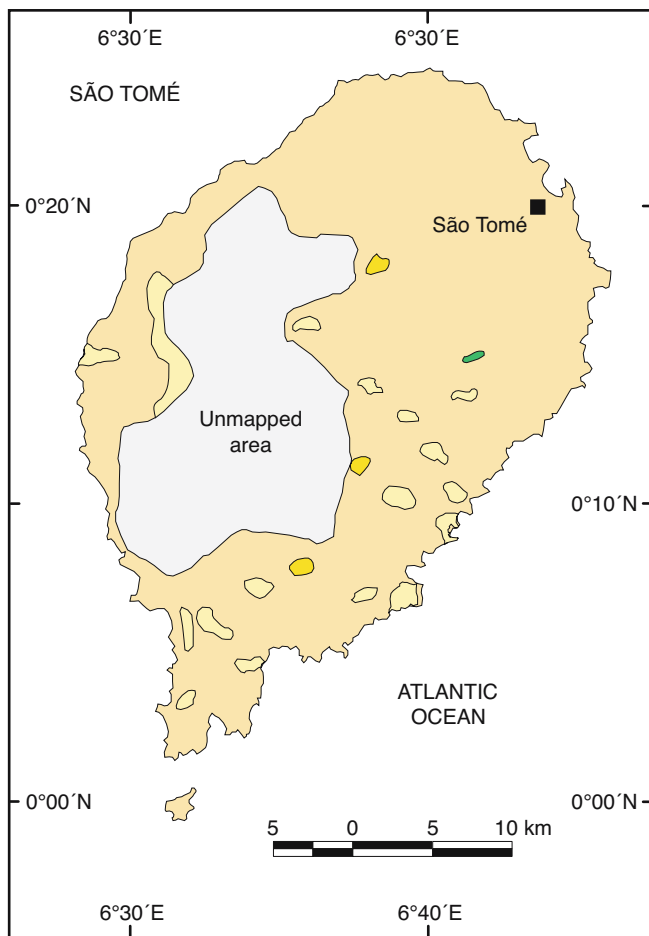 6°30´E 6°30´E
SÃO TOMÉ
0°20´N
São Tomé
Unmapped
area
0°10´N
ATLANTIC
OCEAN
0°00´N 0°00´N
5 0 5 10 km
6°30´E 6°40´E